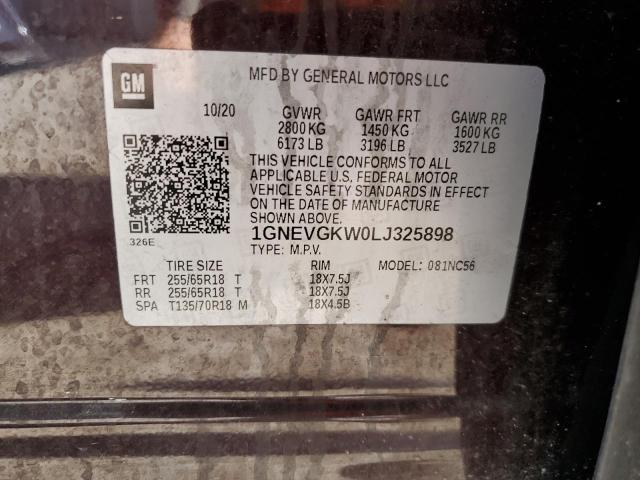 GM
MFD BY GENERAL MOTORS LLC
10/20 GVWR GAWR FRT GAWR RR
2800 KG 1450 KG 1600 KG
6173 LB 3196 LB 3527 LB
THIS VEHICLE CONFORMS TO ALL
APPLICABLE U.S. FEDERAL MOTOR
VEHICLE SAFETY STANDARDS IN EFFECT
ON THE DATE OF MANUFACTURE
SHOWN ABOVE.
326E
1GNEVGKW0LJ325898
TYPE: M.P.V. MODEL: 081NC56
TIRE SIZE RIM
FRT 255/65R18 T 18X7.5J
RR 255/65R18 T 18X7.5J
SPA T135/70R18 M 18X4.5B